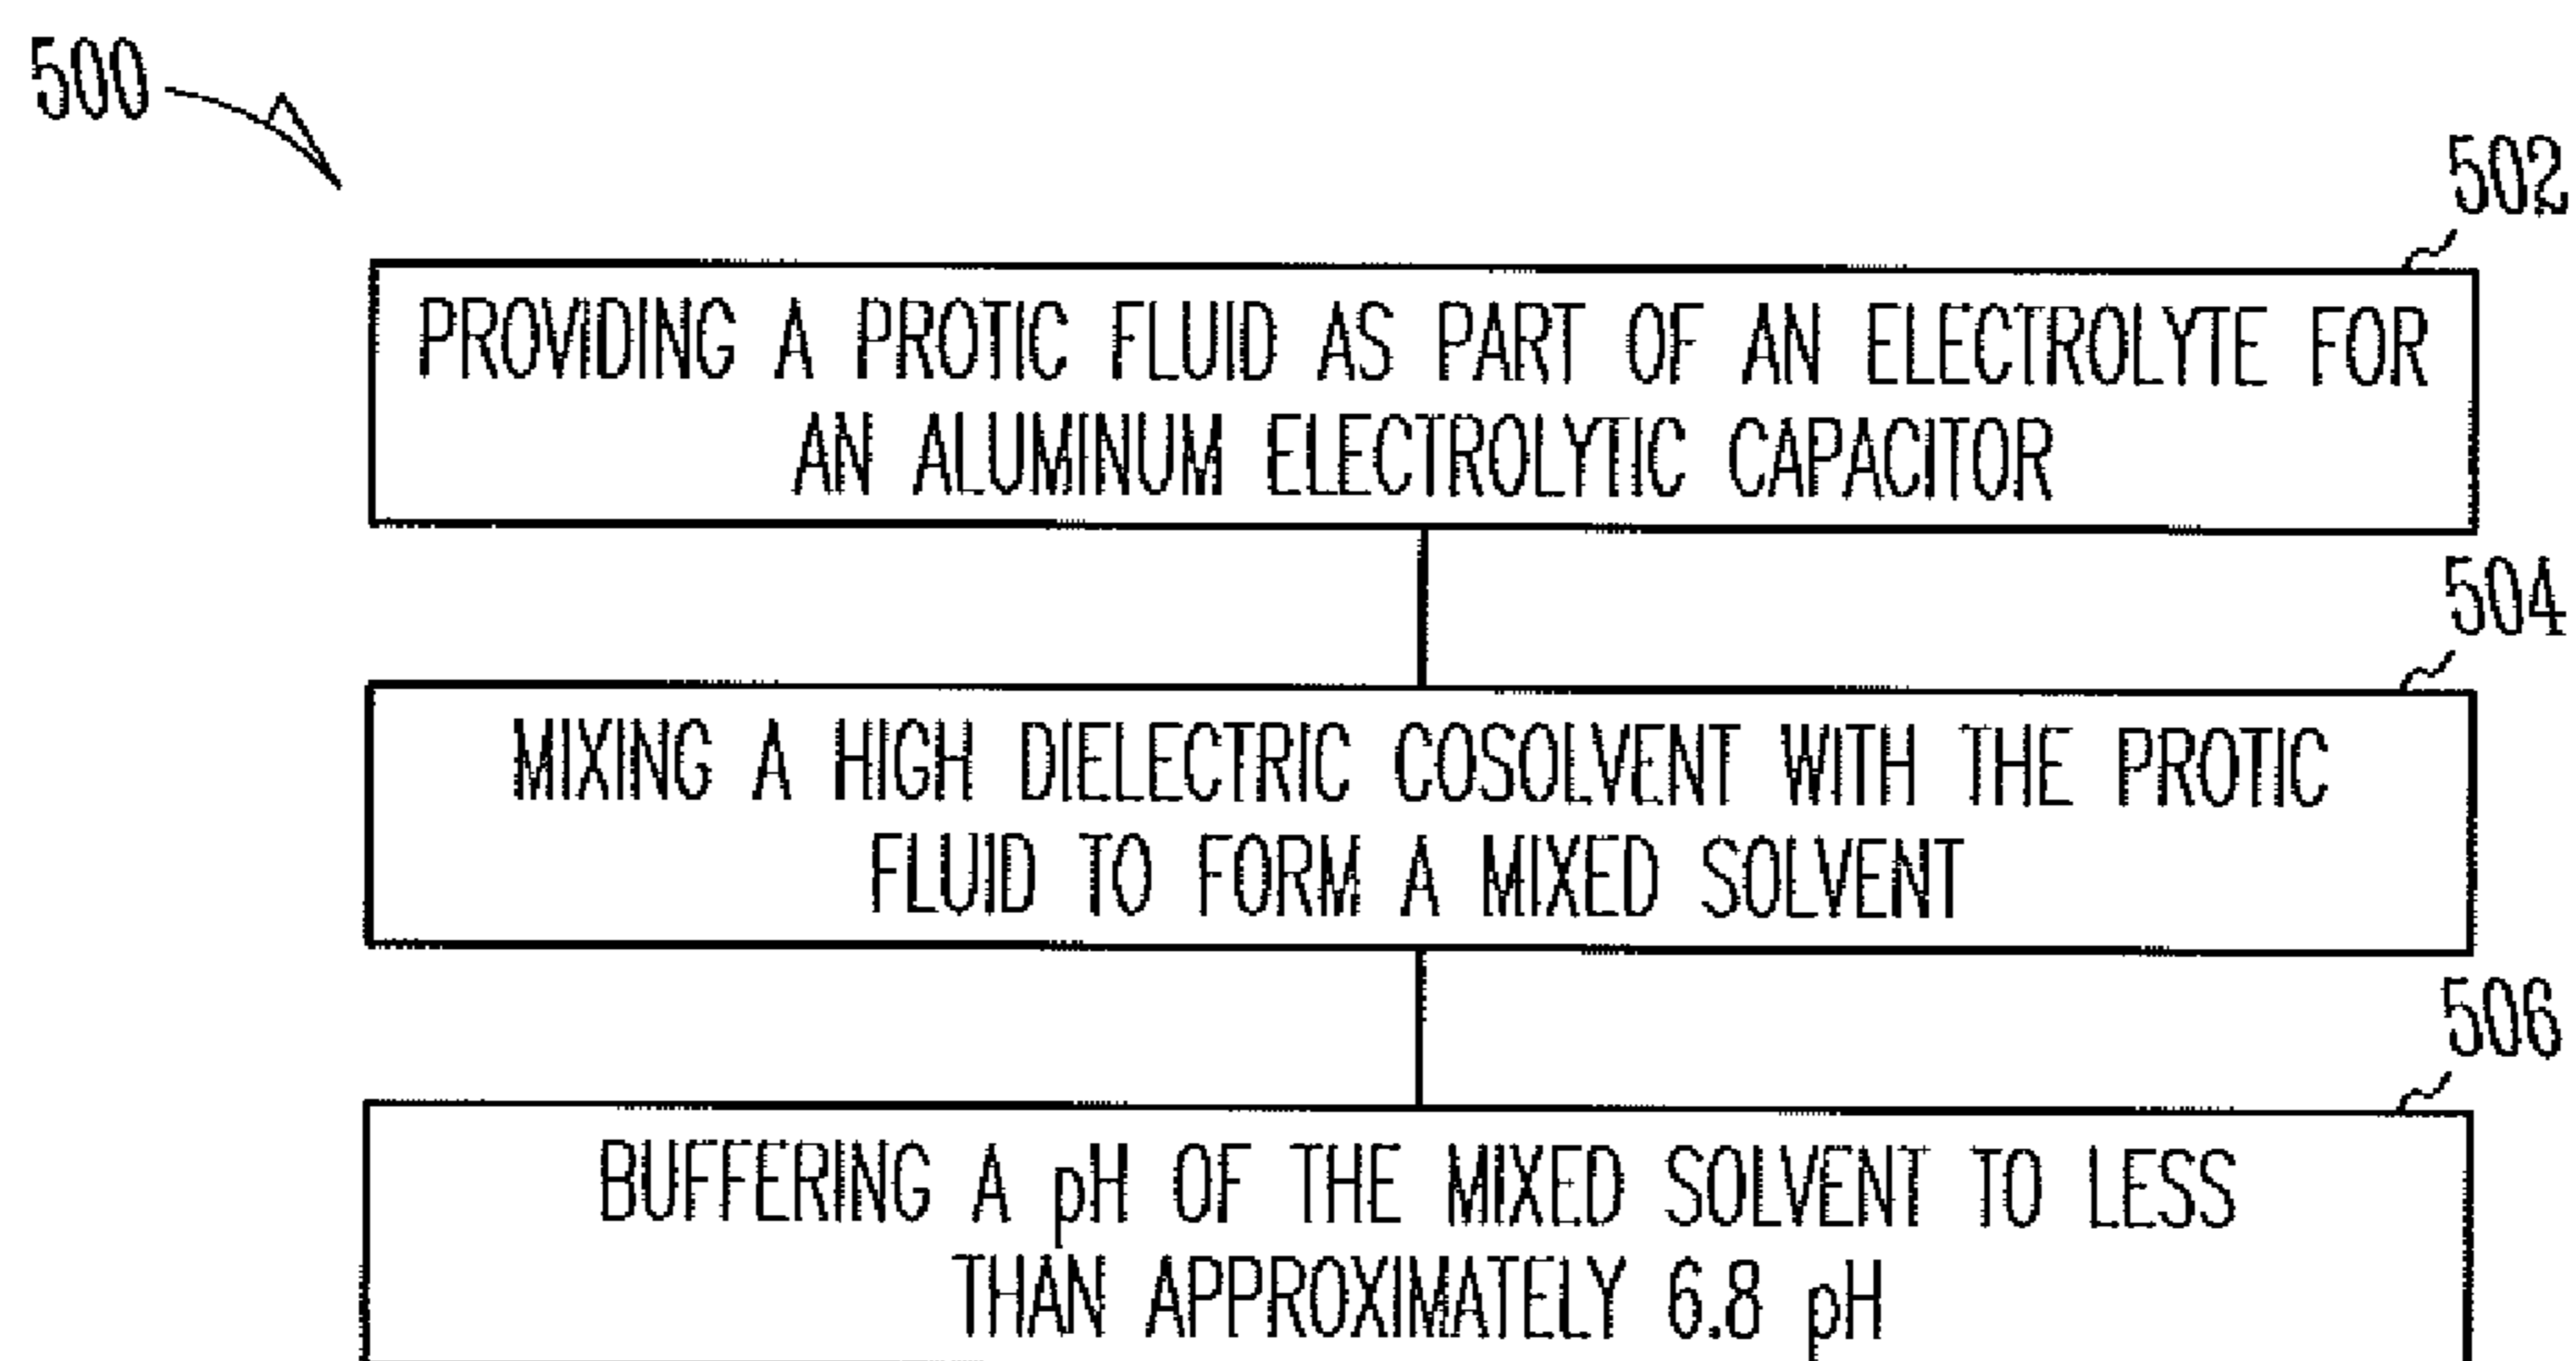 500
502
PROVIDING A PROTIC FLUID AS PART OF AN ELECTROLYTE FOR
AN ALUMINUM ELECTROLYTIC CAPACITOR
504
MIXING A HIGH DIELECTRIC COSOLVENT WITH THE PROTIC
FLUID TO FORM A MIXED SOLVENT
506
BUFFERING A pH OF THE MIXED SOLVENT TO LESS
THAN APPROXIMATELY 6.8 pH